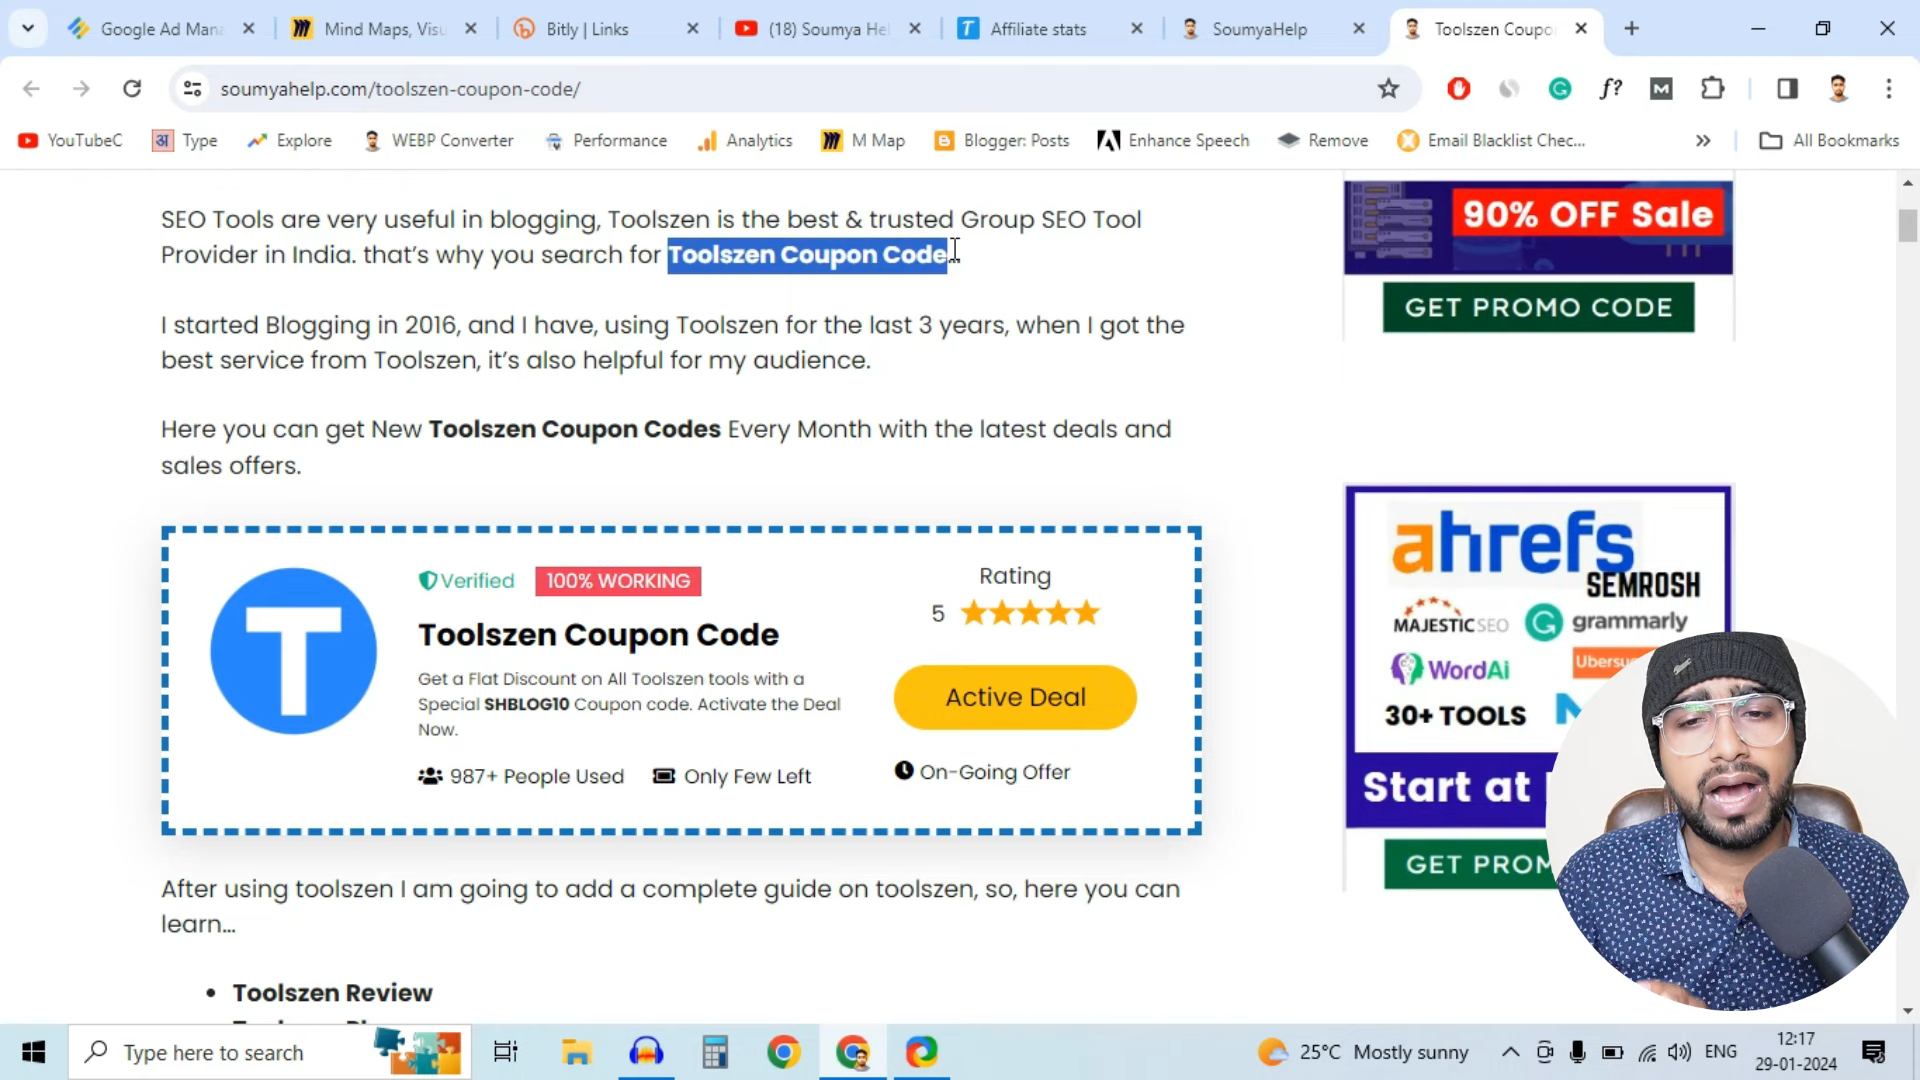 Google Ad Mana
Mind Maps, Visu
Bitly | Links
(18) Soumya Hel
Affiliate stats
SoumyaHelp
Toolszen Coupo
soumyahelp.com/toolszen-coupon-code/
YouTubeC
Type
Explore
WEBP Converter
Performance
Analytics
M Map
Blogger: Posts
Enhance Speech
Remove
Email Blacklist Chec...
All Bookmarks
SEO Tools are very useful in blogging, Toolszen is the best & trusted Group SEO Tool
Provider in India. that's why you search for Toolszen Coupon Code.
I started Blogging in 2016, and I have, using Toolszen for the last 3 years, when I got the
best service from Toolszen, it's also helpful for my audience.
Here you can get New Toolszen Coupon Codes Every Month with the latest deals and
sales offers.
Verified
100% WORKING
Toolszen Coupon Code
Get a Flat Discount on All Toolszen tools with a
Special SHBLOG10 Coupon code. Activate the Deal
Now.
987+ People Used
Only Few Left
Rating
5
Active Deal
On-Going Offer
After using toolszen I am going to add a complete guide on toolszen, so, here you can
learn...
• Toolszen Review
90% OFF Sale
GET PROMO CODE
ahrefs
SEMROSH
MAJESTIC SEO
grammarly
WordAi
Ubersu
30+ TOOLS
Start at
GET PROM
Type here to search
25°C Mostly sunny
ENG
12:17
29-01-2024